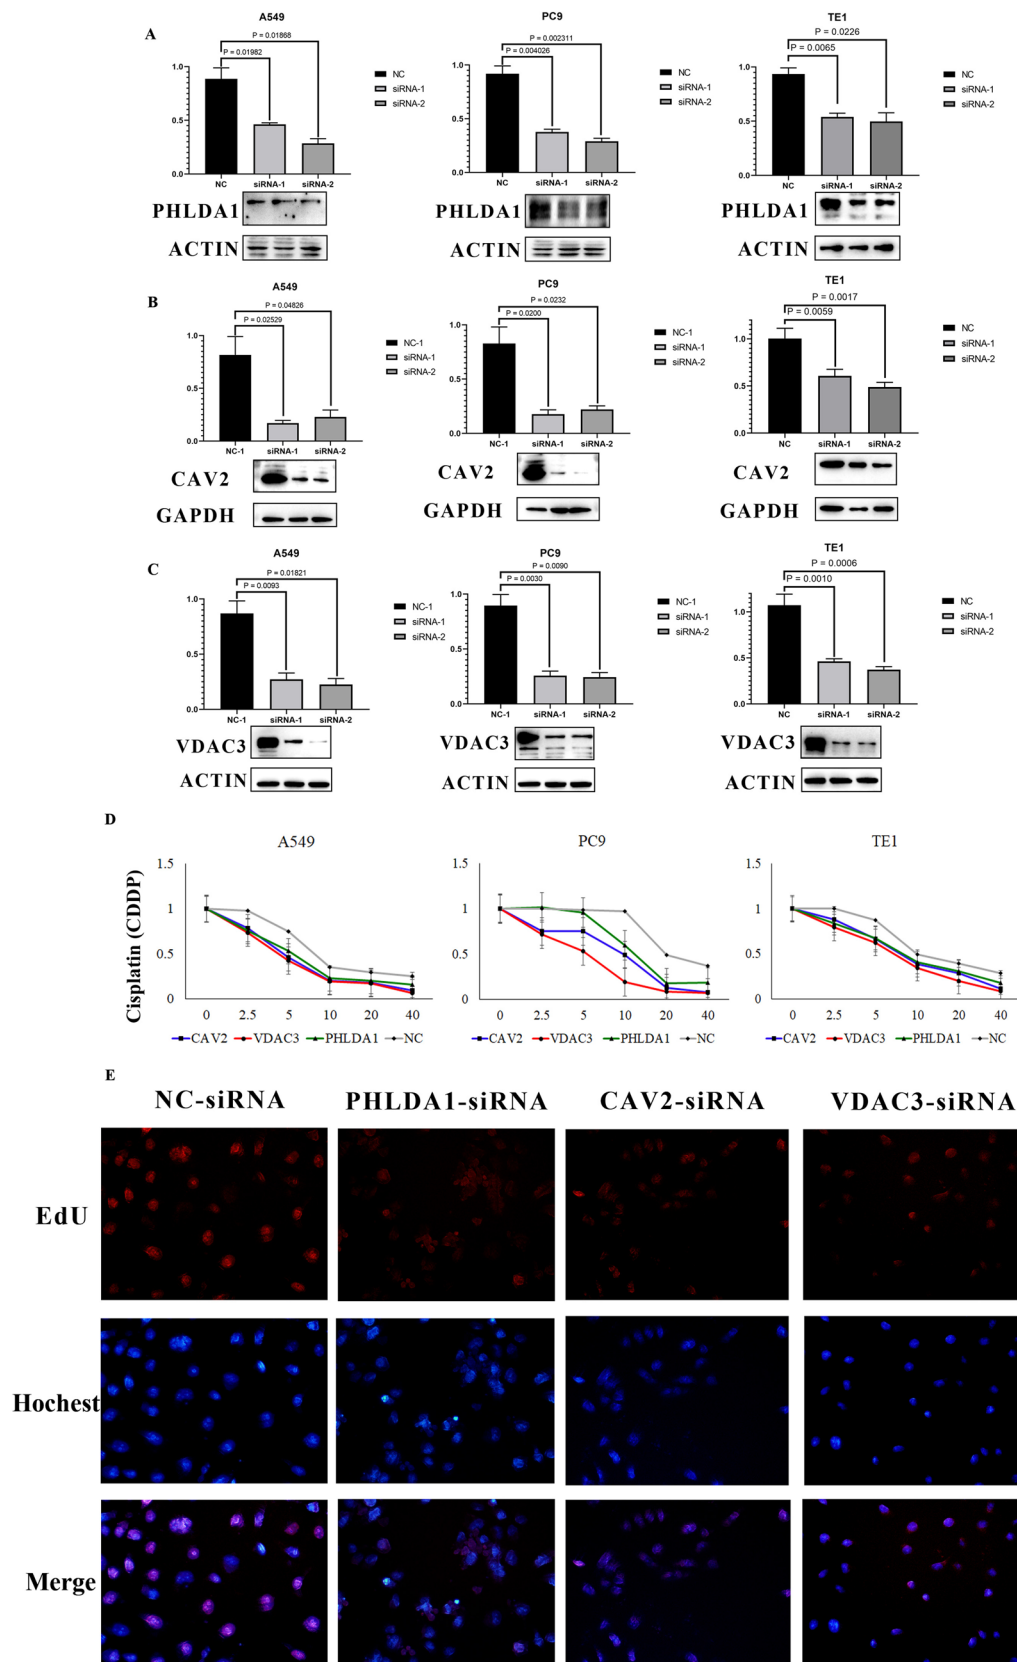 A
A549
P = 0.01868
P = 0.01982
1.0
0.5
0.0
NC
siRNA-1
siRNA-2
NC
siRNA-1
siRNA-2
PHLDA1
ACTIN
PC9
P = 0.002311
P = 0.004026
1.0
0.5
0.0
NC
siRNA-1
siRNA-2
NC
siRNA-1
siRNA-2
ACTIN
TE1
P = 0.0226
P = 0.0065
1.0
0.5
0.0
NC
siRNA-1
siRNA-2
NC
siRNA-1
siRNA-2
PHLDA1
PHLDA1
ACTIN
B
A549
P = 0.04826
P = 0.02529
1.0
0.5
0.0
NC-1
siRNA-1
siRNA-2
NC-1
siRNA-1
siRNA-2
CAV2
GAPDH
PC9
P = 0.0232
P = 0.0200
1.0
0.5
0.0
NC-1
siRNA-1
siRNA-2
NC-1
siRNA-1
siRNA-2
CAV2
GAPDH
TE1
P = 0.0017
P = 0.0059
1.0
0.5
0.0
NC
siRNA-1
siRNA-2
NC
siRNA-1
siRNA-2
CAV2
GAPDH
C
A549
P = 0.01821
P = 0.0093
1.0
0.5
0.0
NC-1
siRNA-1
siRNA-2
NC-1
siRNA-1
siRNA-2
VDAC3
ACTIN
PC9
P = 0.0090
P = 0.0030
1.0
0.5
0.0
NC-1
siRNA-1
siRNA-2
NC-1
siRNA-1
siRNA-2
VDAC3
ACTIN
TE1
P = 0.0006
P = 0.0010
1.0
0.5
0.0
NC
siRNA-1
siRNA-2
NC
siRNA-1
siRNA-2
VDAC3
ACTIN
D
Cisplatin (CDDP)
A549
1.5
1
0.5
0
0 2.5 5 10 20 40
CAV2 VDAC3 PHLDA1 NC
PC9
1.5
1
0.5
0
0 2.5 5 10 20 40
CAV2 VDAC3 PHLDA1 NC
TE1
1.5
1
0.5
0
0 2.5 5 10 20 40
CAV2 VDAC3 PHLDA1 NC
E
NC-siRNA PHLDA1-siRNA CAV2-siRNA VDAC3-siRNA
EdU
Hochest
Merge